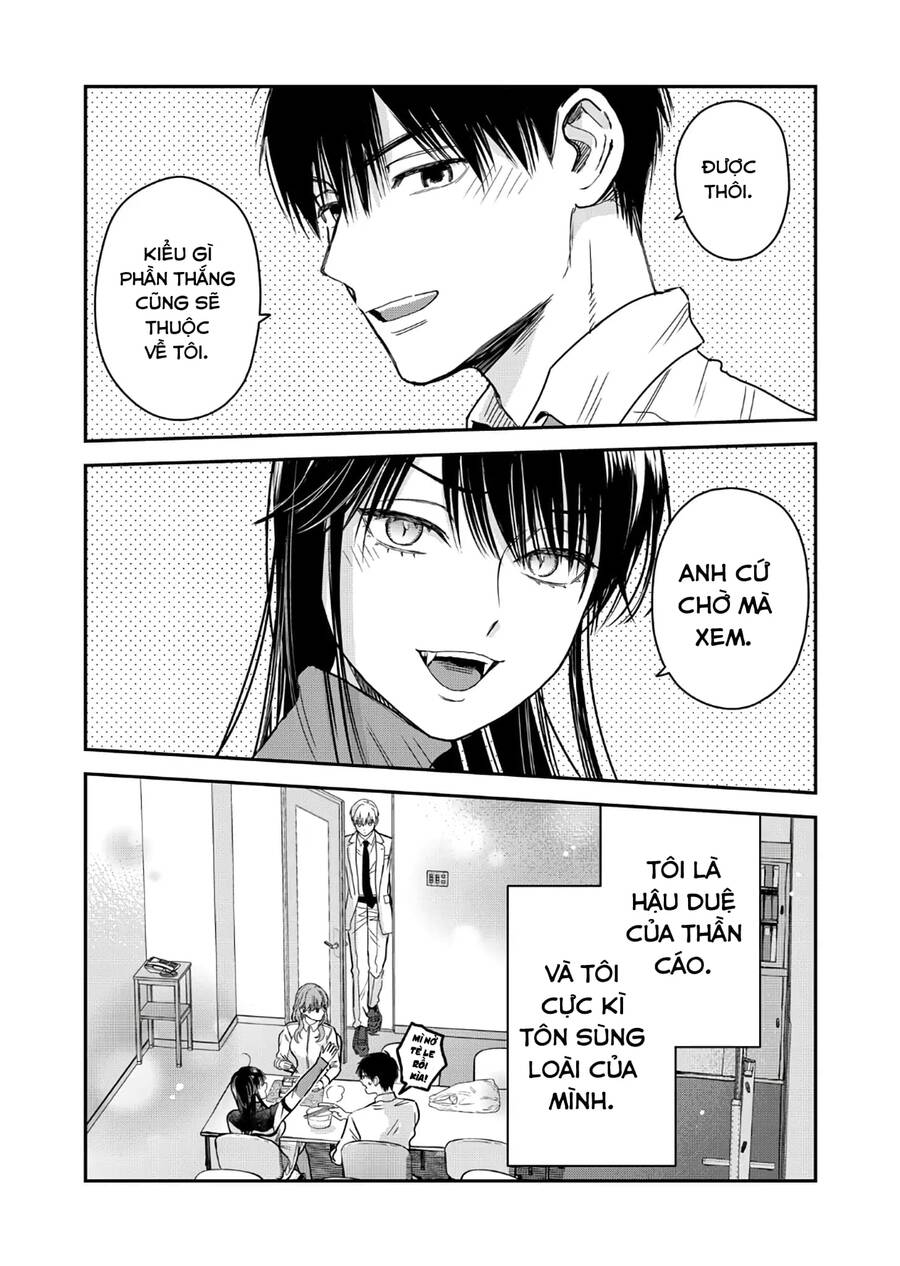 ĐƯỢC
THÔI.
KIỂU GÌ
PHẦN THẮNG
CŨNG SẼ
THUỘC
VỀ TÔI.
ANH CỨ
CHỜ MÀ
XEM.
TÔI LÀ
HẬU DUỆ
CỦA THẦN
CÁO.
VÀ TÔI
CỰC KÌ
TÔN SÙNG
LOÀI CỦA
MÌNH.
MÌ NỞ
TÈ LE
RỒI
KÌA!